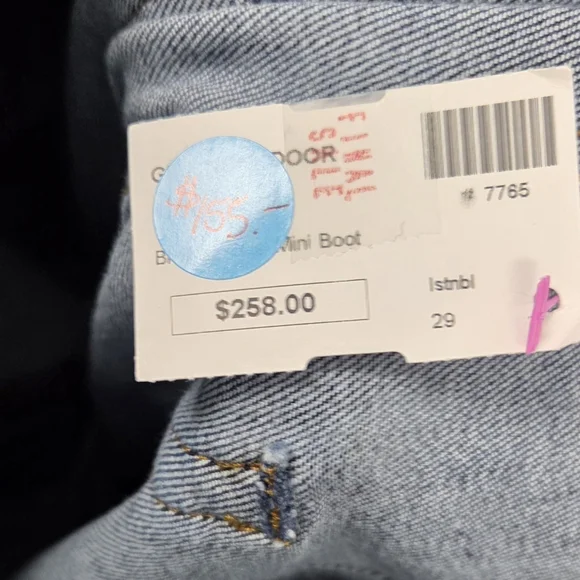 G DOOR
# 7765
$155.-
B Mini Boot
$258.00
Istnbl
29